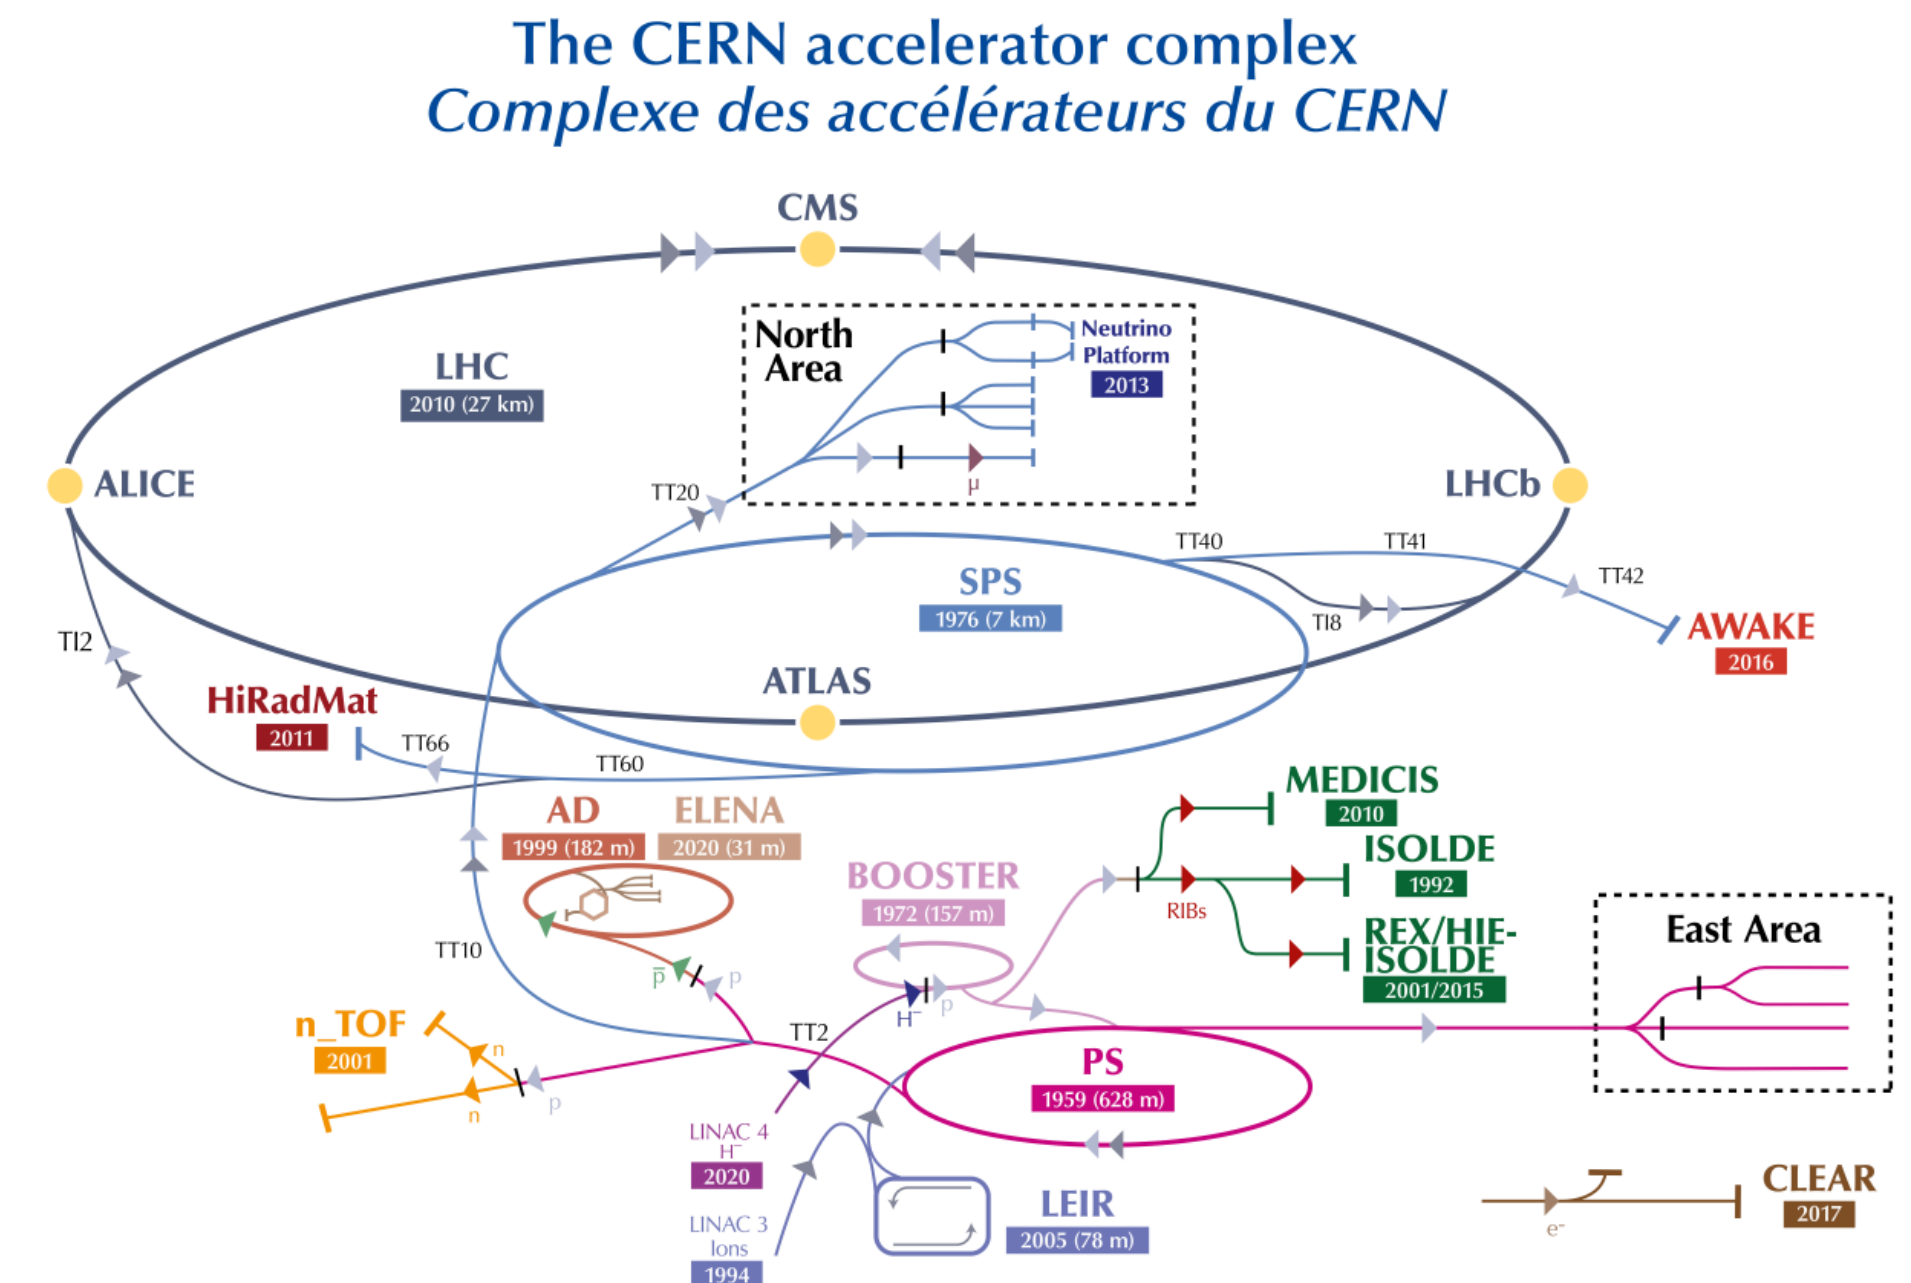 The CERN accelerator complex
Complexe des accélérateurs du CERN
CMS
North
Area
Neutrino
Platform
2013
LHC
2010 (27 km)
ALICE
LHCb
TT20
μ
TT40
TT41
TT42
SPS
1976 (7 km)
TI8
AWAKE
2016
TI2
ATLAS
HiRadMat
2011
TT66
TT60
MEDICIS
2010
AD
1999 (182 m)
ELENA
2020 (31 m)
ISOLDE
1992
BOOSTER
1972 (157 m)
RIBs
REX/HIE-
ISOLDE
2001/2015
East Area
TT10
p̅
p
H⁻
p
n_TOF
2001
n
n
p
TT2
PS
1959 (628 m)
LINAC 4
H⁻
2020
LINAC 3
Ions
1994
LEIR
2005 (78 m)
CLEAR
2017
e⁻